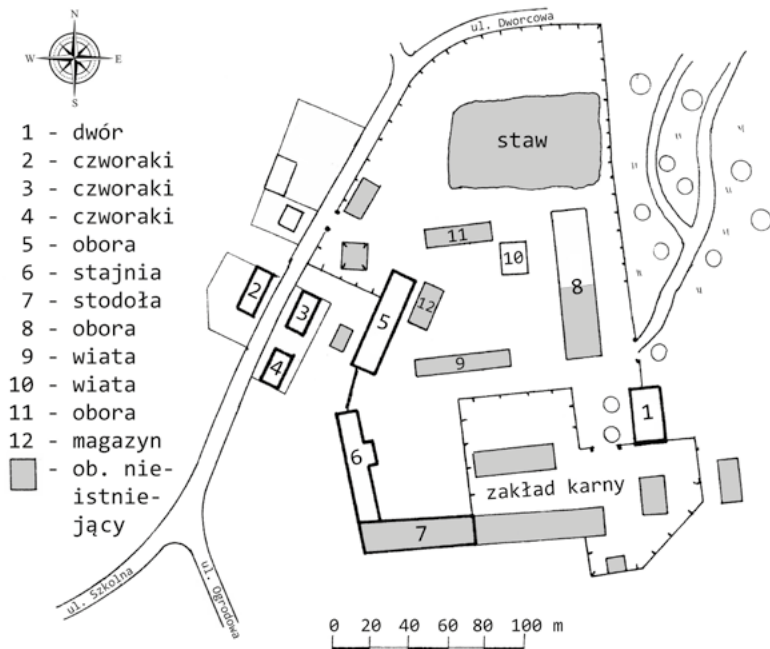 N
W
E
S
1 - dwór
2 - czworaki
3 - czworaki
4 - czworaki
5 - obora
6 - stajnia
7 - stodoła
8 - obora
9 - wiata
10 - wiata
11 - obora
12 - magazyn
- ob. nie-
istnie-
jący
ul. Dworcowa
staw
11
10
8
2
3
5
12
4
9
1
6
zakład karny
7
ul. Szkolna
ul. Ogrodowa
0 20 40 60 80 100 m